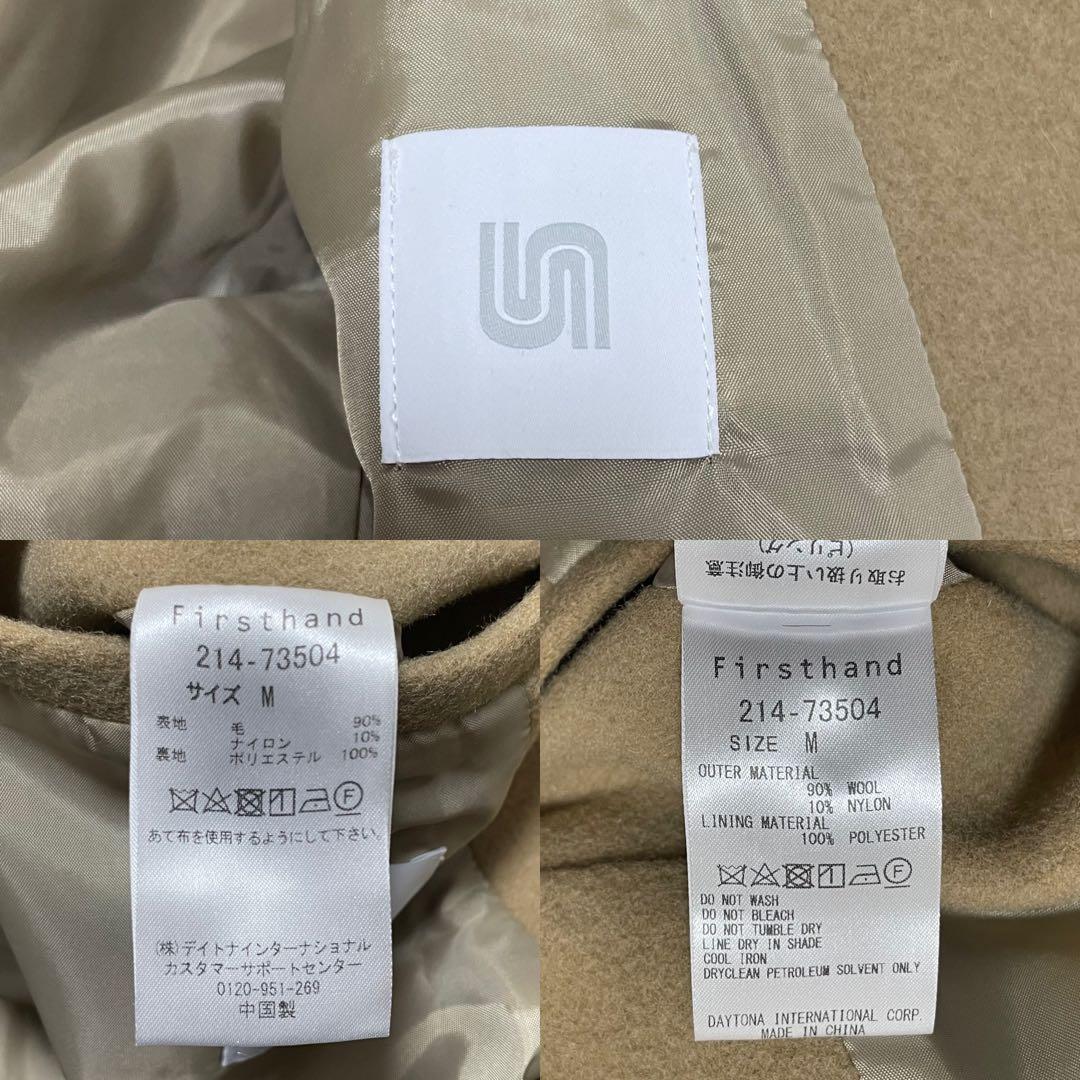 Firsthand
214-73504
サイズ M
表地 毛 90%
ナイロン 10%
裏地 ポリエステル 100%
あて布を使用するようにして下さい。
(株)デイトナインターナショナル
カスタマーサポートセンター
0120-951-269
中国製
お取り扱い上の御注意
(ピリング)
Firsthand
214-73504
SIZE M
OUTER MATERIAL
90% WOOL
10% NYLON
LINING MATERIAL
100% POLYESTER
DO NOT WASH
DO NOT BLEACH
DO NOT TUMBLE DRY
LINE DRY IN SHADE
COOL IRON
DRYCLEAN PETROLEUM SOLVENT ONLY
DAYTONA INTERNATIONAL CORP.
MADE IN CHINA